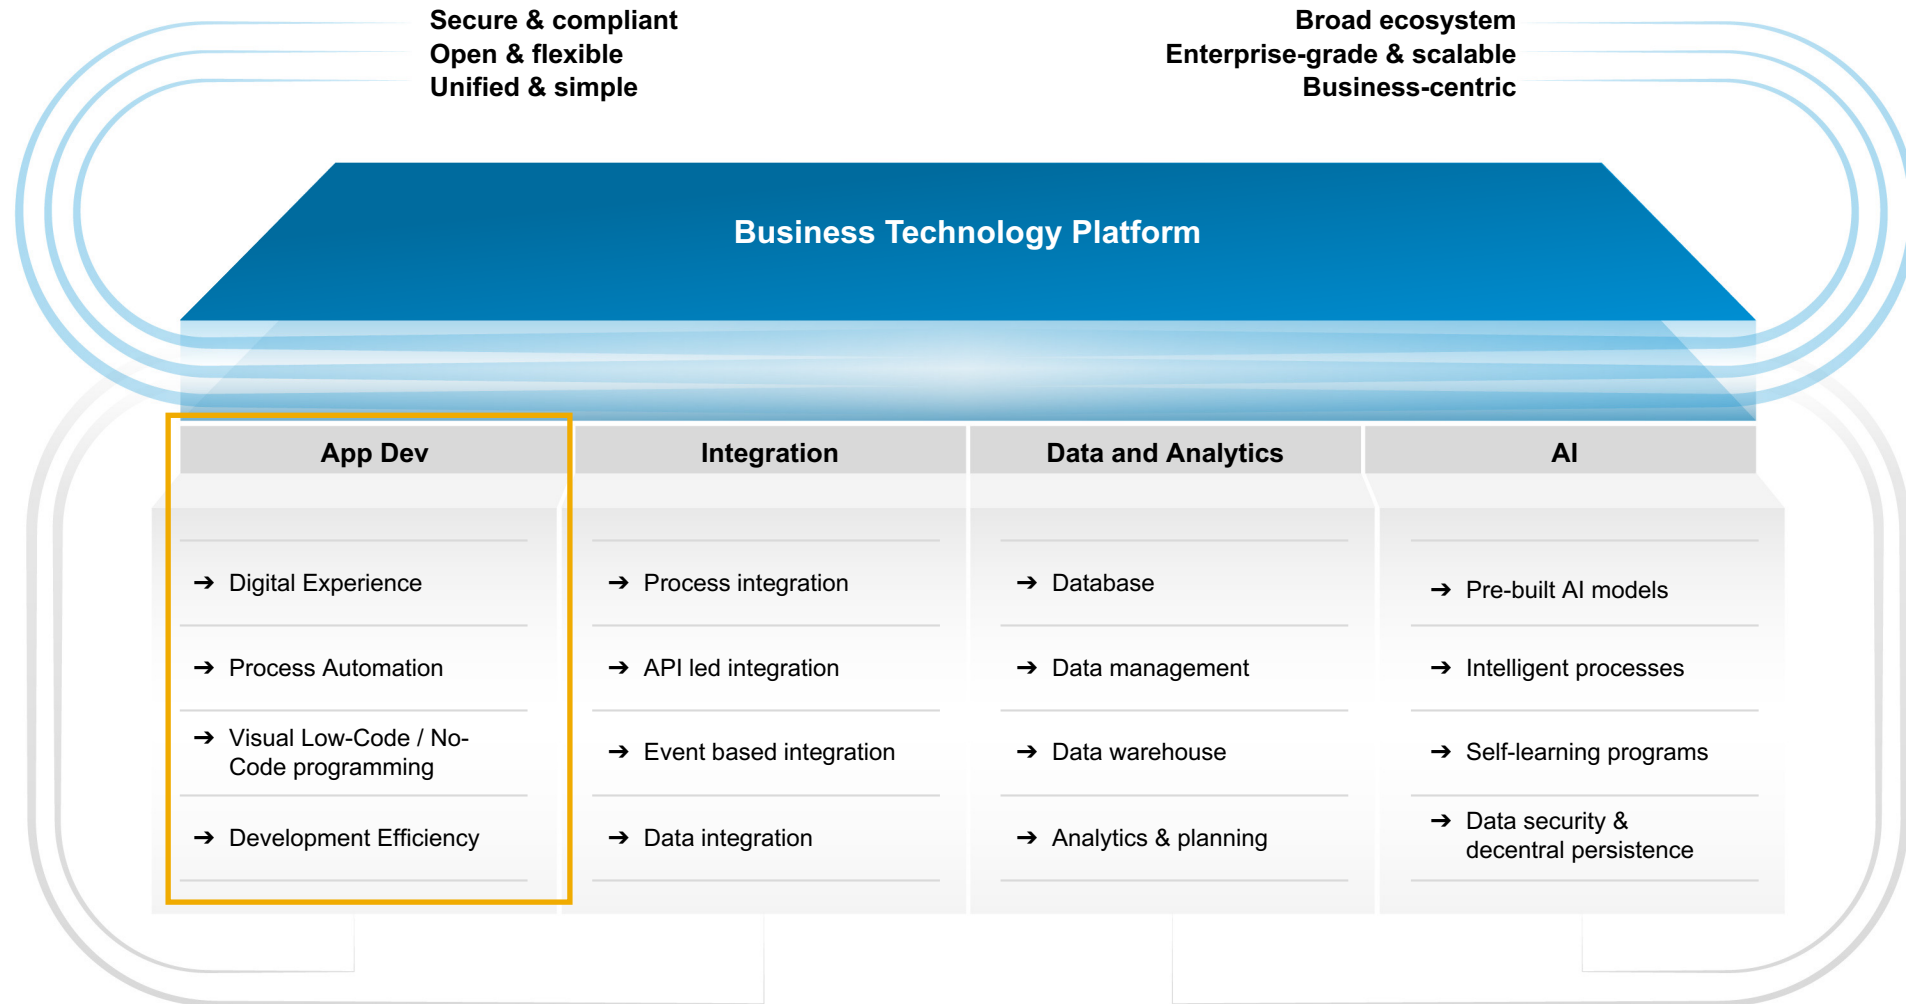 Secure & compliant
Open & flexible
Unified & simple
Broad ecosystem
Enterprise-grade & scalable
Business-centric
Business Technology Platform
App Dev
Integration
Data and Analytics
AI
➔ Digital Experience
➔ Process Automation
➔ Visual Low-Code / No-
Code programming
➔ Development Efficiency
➔ Process integration
➔ API led integration
➔ Event based integration
➔ Data integration
➔ Database
➔ Data management
➔ Data warehouse
➔ Analytics & planning
➔ Pre-built AI models
➔ Intelligent processes
➔ Self-learning programs
➔ Data security &
decentral persistence